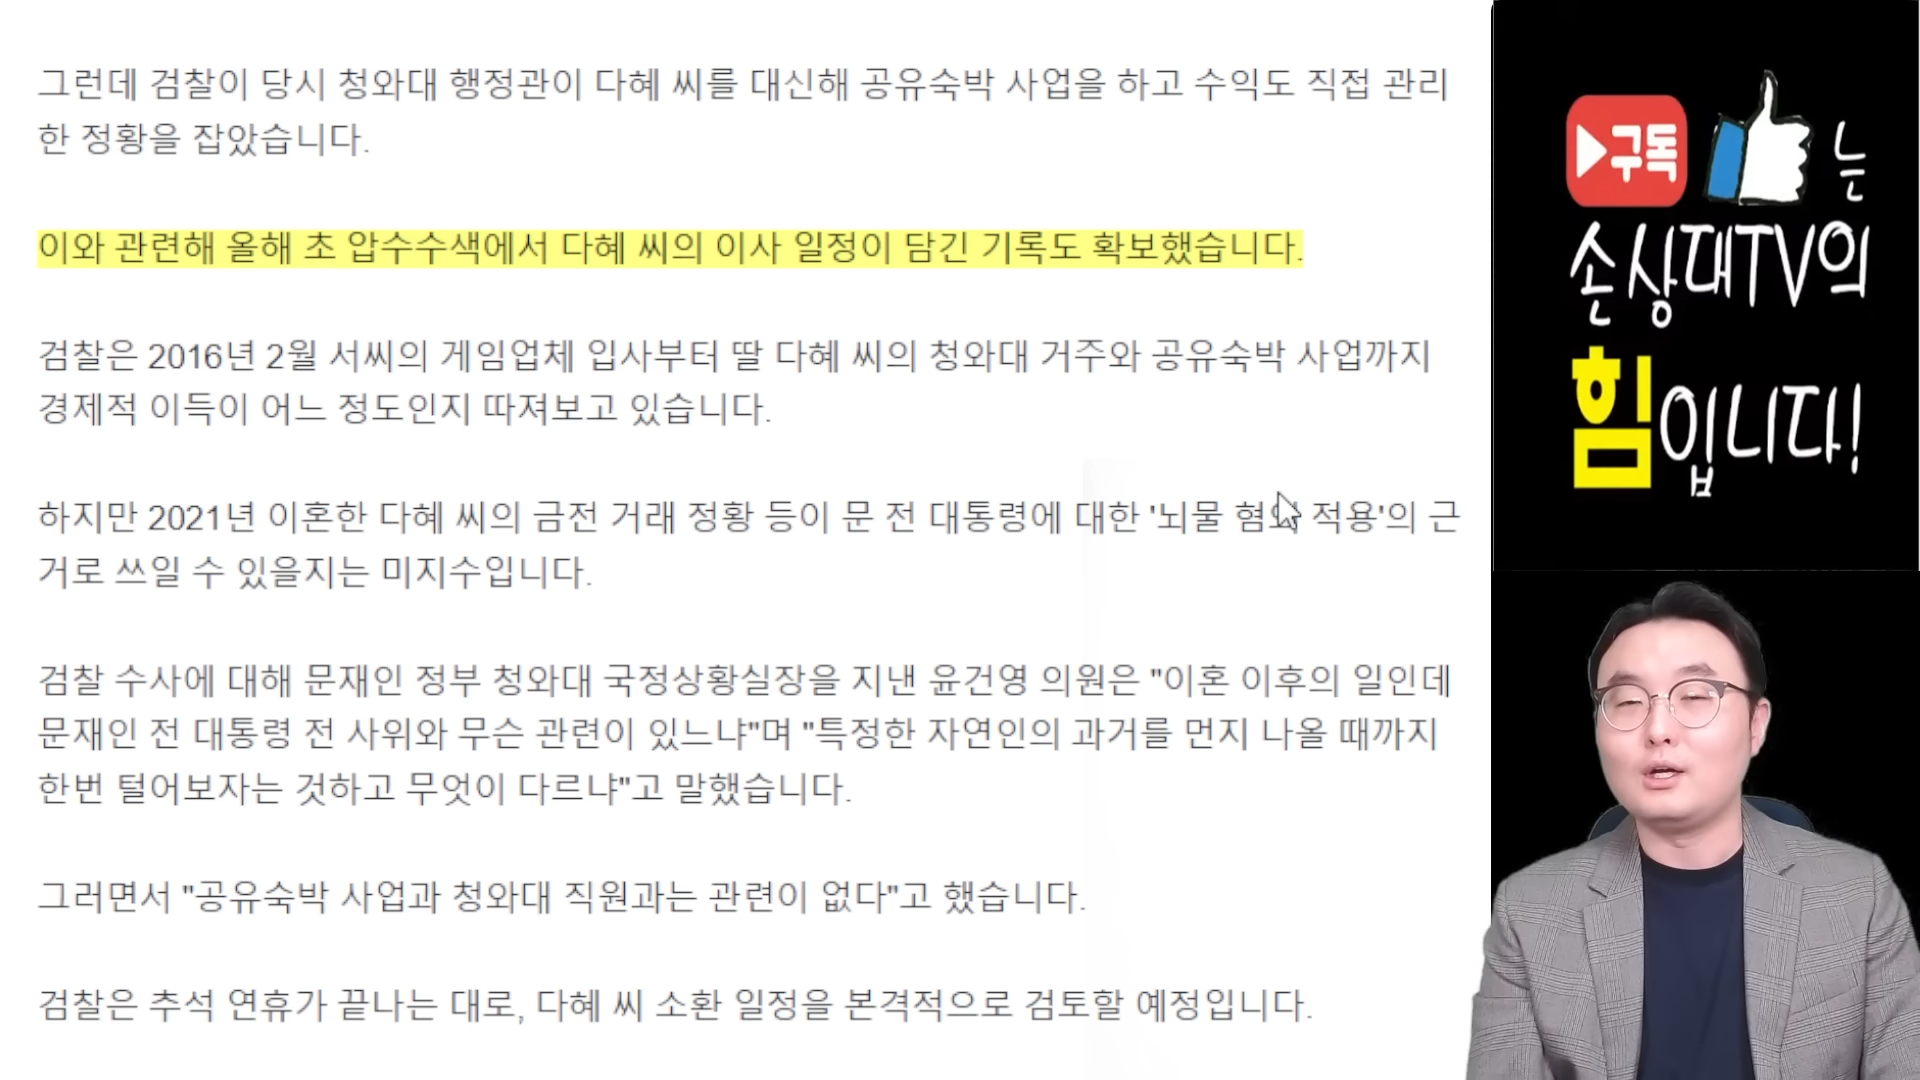 그런데 검찰이 당시 청와대 행정관이 다혜 씨를 대신해 공유숙박 사업을 하고 수익도 직접 관리
한 정황을 잡았습니다.
이와 관련해 올해 초 압수수색에서 다혜 씨의 이사 일정이 담긴 기록도 확보했습니다.
검찰은 2016년 2월 서씨의 게임업체 입사부터 딸 다혜 씨의 청와대 거주와 공유숙박 사업까지
경제적 이득이 어느 정도인지 따져보고 있습니다.
하지만 2021년 이혼한 다혜 씨의 금전 거래 정황 등이 문 전 대통령에 대한 '뇌물 혐의 적용'의 근
거로 쓰일 수 있을지는 미지수입니다.
검찰 수사에 대해 문재인 정부 청와대 국정상황실장을 지낸 윤건영 의원은 "이혼 이후의 일인데
문재인 전 대통령 전 사위와 무슨 관련이 있느냐"며 "특정한 자연인의 과거를 먼지 나올 때까지
한번 털어보자는 것하고 무엇이 다르냐"고 말했습니다.
그러면서 "공유숙박 사업과 청와대 직원과는 관련이 없다"고 했습니다.
검찰은 추석 연휴가 끝나는 대로, 다혜 씨 소환 일정을 본격적으로 검토할 예정입니다.
구독 는
손상대TV의
힘입니다!